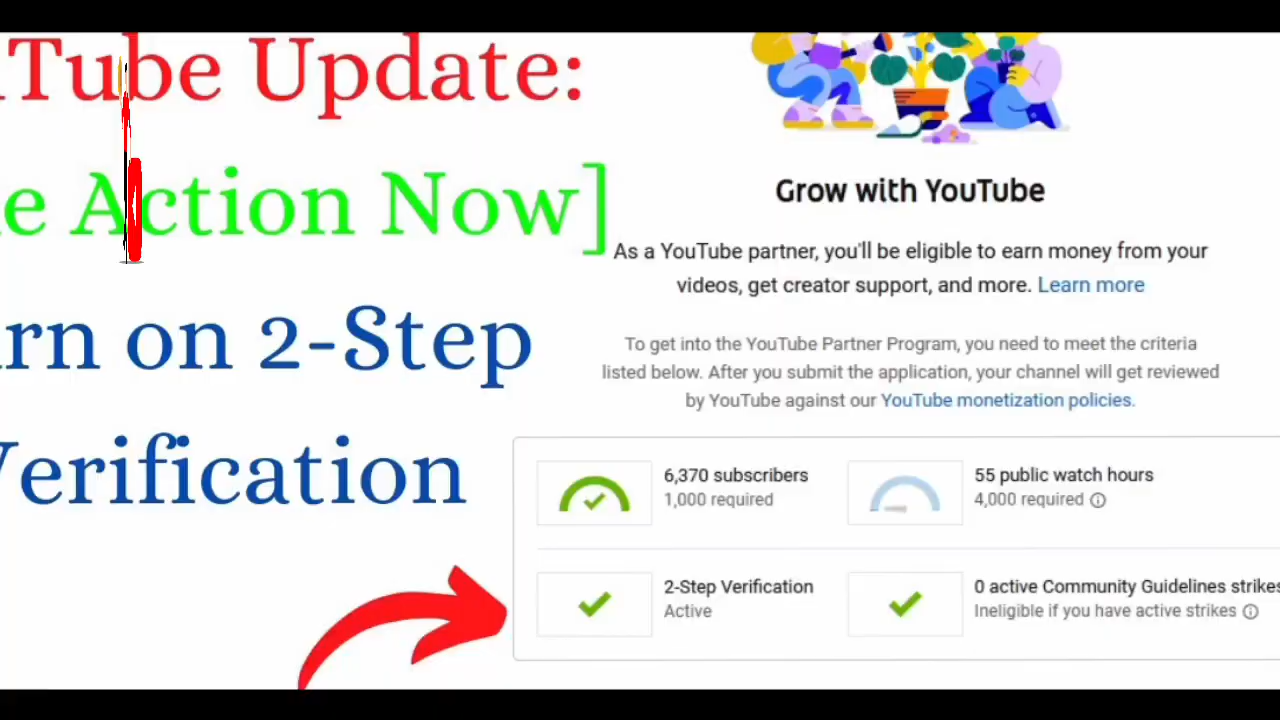 Tube Update:
e Action Now]
rn on 2-Step
Verification
Grow with YouTube
As a YouTube partner, you'll be eligible to earn money from your
videos, get creator support, and more. Learn more
To get into the YouTube Partner Program, you need to meet the criteria
listed below. After you submit the application, your channel will get reviewed
by YouTube against our YouTube monetization policies.
6,370 subscribers
1,000 required
55 public watch hours
4,000 required
2-Step Verification
Active
0 active Community Guidelines strikes
Ineligible if you have active strikes